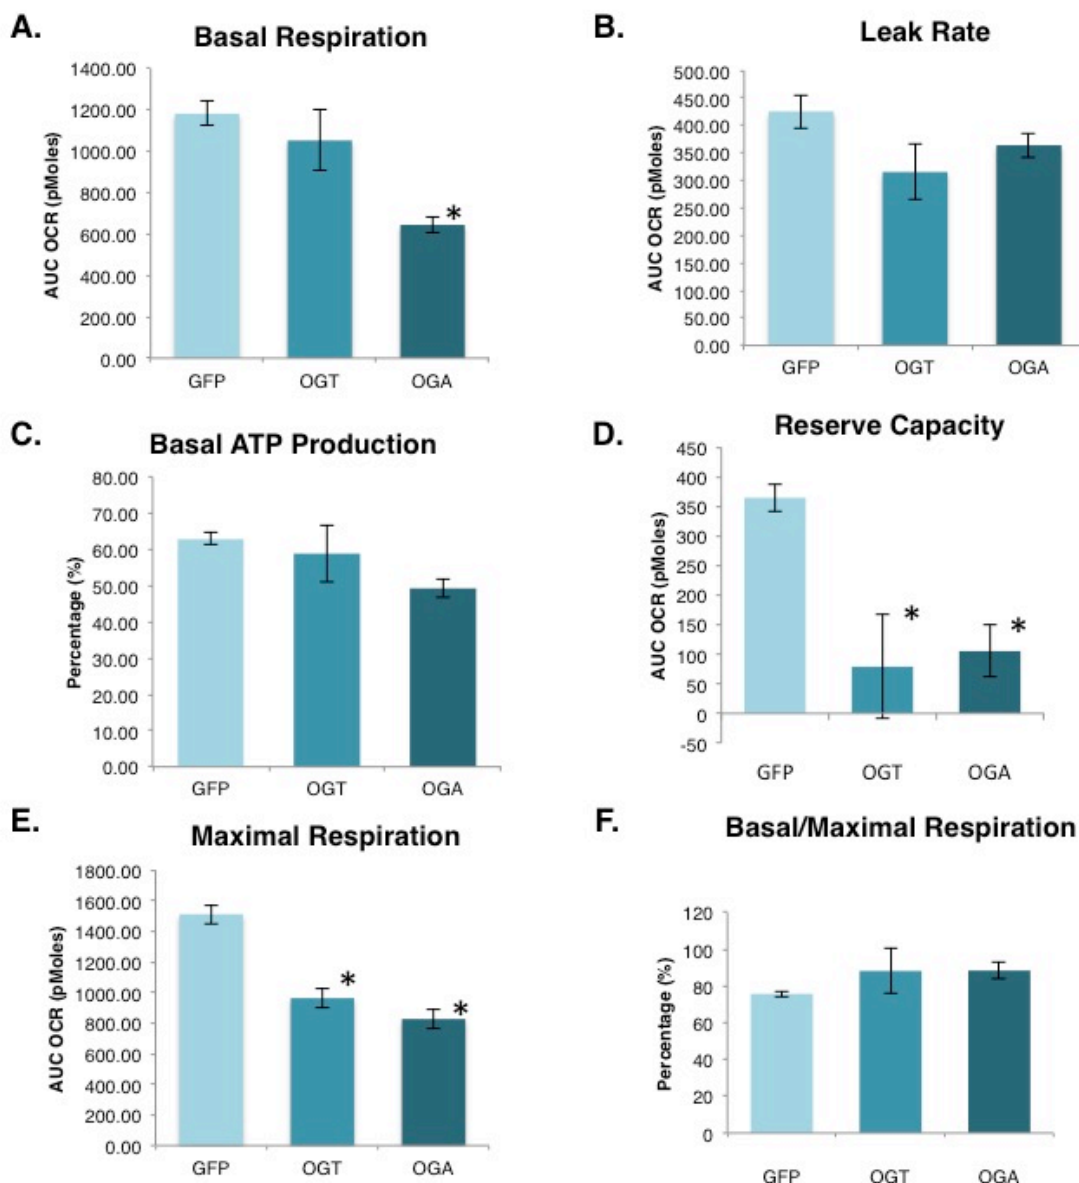 A.
Basal Respiration
AUC OCR (pMoles)
1400.00
1200.00
1000.00
800.00
600.00
400.00
200.00
0.00
*
GFP OGT OGA
B.
Leak Rate
AUC OCR (pMoles)
500.00
450.00
400.00
350.00
300.00
250.00
200.00
150.00
100.00
50.00
0.00
GFP OGT OGA
C.
Basal ATP Production
Percentage (%)
80.00
70.00
60.00
50.00
40.00
30.00
20.00
10.00
0.00
GFP OGT OGA
D.
Reserve Capacity
AUC OCR (pMoles)
450
400
350
300
250
200
150
100
50
0
-50
* *
GFP OGT OGA
E.
Maximal Respiration
AUC OCR (pMoles)
1800.00
1600.00
1400.00
1200.00
1000.00
800.00
600.00
400.00
200.00
0.00
* *
GFP OGT OGA
F.
Basal/Maximal Respiration
Percentage (%)
120
100
80
60
40
20
0
GFP OGT OGA